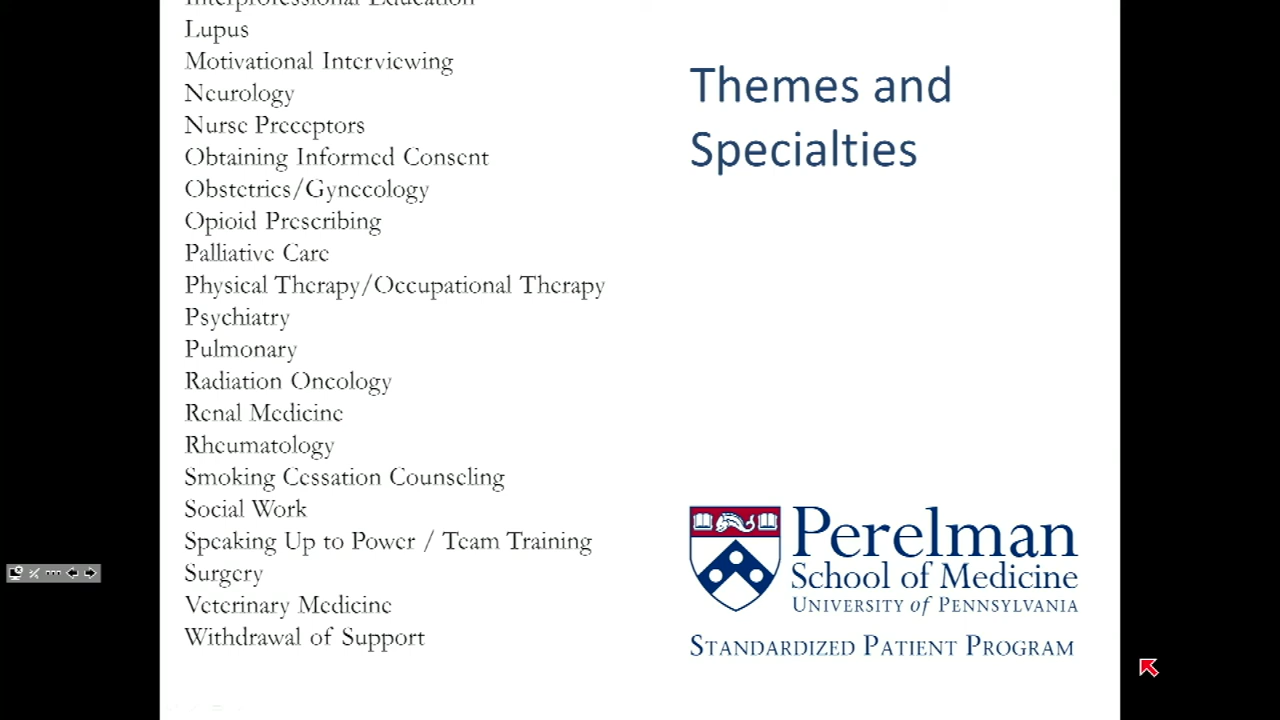 Interprofessional Education
Lupus
Motivational Interviewing
Neurology
Nurse Preceptors
Obtaining Informed Consent
Obstetrics/Gynecology
Opioid Prescribing
Palliative Care
Physical Therapy/Occupational Therapy
Psychiatry
Pulmonary
Radiation Oncology
Renal Medicine
Rheumatology
Smoking Cessation Counseling
Social Work
Speaking Up to Power / Team Training
Surgery
Veterinary Medicine
Withdrawal of Support
Themes and
Specialties
Perelman
School of Medicine
UNIVERSITY of PENNSYLVANIA
STANDARDIZED PATIENT PROGRAM